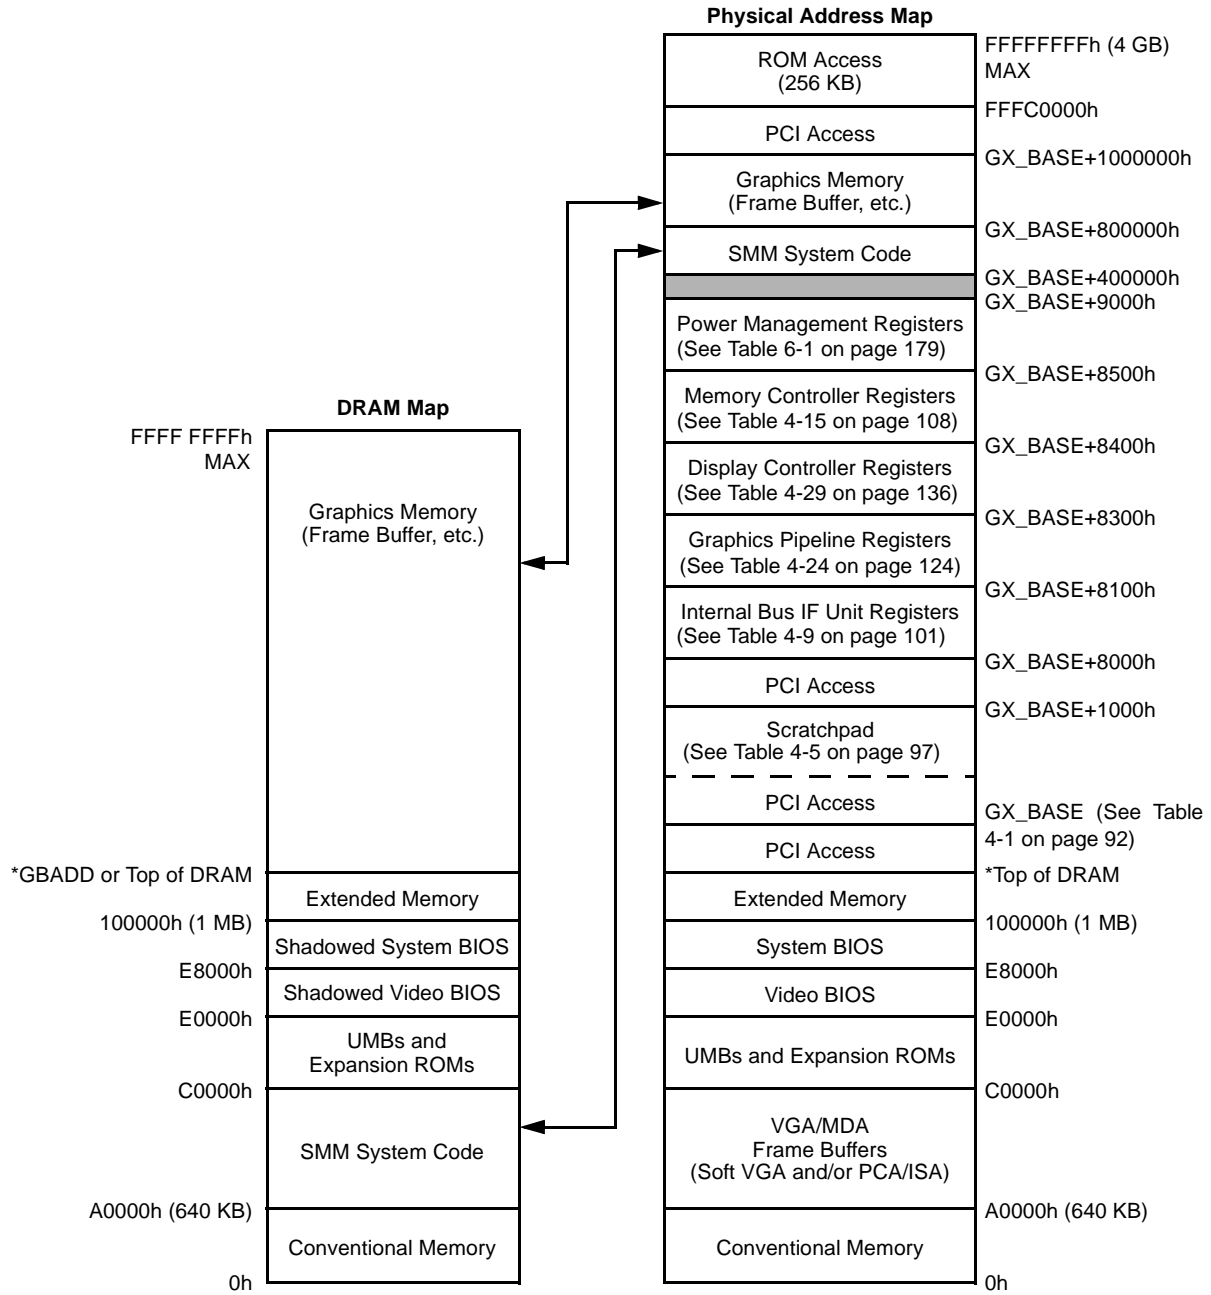 Physical Address Map
ROM Access
(256 KB)
FFFFFFFFh (4 GB)
MAX
FFFC0000h
PCI Access
GX_BASE+1000000h
Graphics Memory
(Frame Buffer, etc.)
GX_BASE+800000h
SMM System Code
GX_BASE+400000h
GX_BASE+9000h
Power Management Registers
(See Table 6-1 on page 179)
GX_BASE+8500h
Memory Controller Registers
(See Table 4-15 on page 108)
GX_BASE+8400h
Display Controller Registers
(See Table 4-29 on page 136)
GX_BASE+8300h
Graphics Pipeline Registers
(See Table 4-24 on page 124)
GX_BASE+8100h
Internal Bus IF Unit Registers
(See Table 4-9 on page 101)
GX_BASE+8000h
PCI Access
GX_BASE+1000h
Scratchpad
(See Table 4-5 on page 97)
PCI Access
GX_BASE (See Table
4-1 on page 92)
PCI Access
*Top of DRAM
Extended Memory
100000h (1 MB)
System BIOS
E8000h
Video BIOS
E0000h
UMBs and Expansion ROMs
C0000h
VGA/MDA
Frame Buffers
(Soft VGA and/or PCA/ISA)
A0000h (640 KB)
Conventional Memory
0h
DRAM Map
FFFF FFFFh
MAX
Graphics Memory
(Frame Buffer, etc.)
*GBADD or Top of DRAM
Extended Memory
100000h (1 MB)
Shadowed System BIOS
E8000h
Shadowed Video BIOS
E0000h
UMBs and
Expansion ROMs
C0000h
SMM System Code
A0000h (640 KB)
Conventional Memory
0h